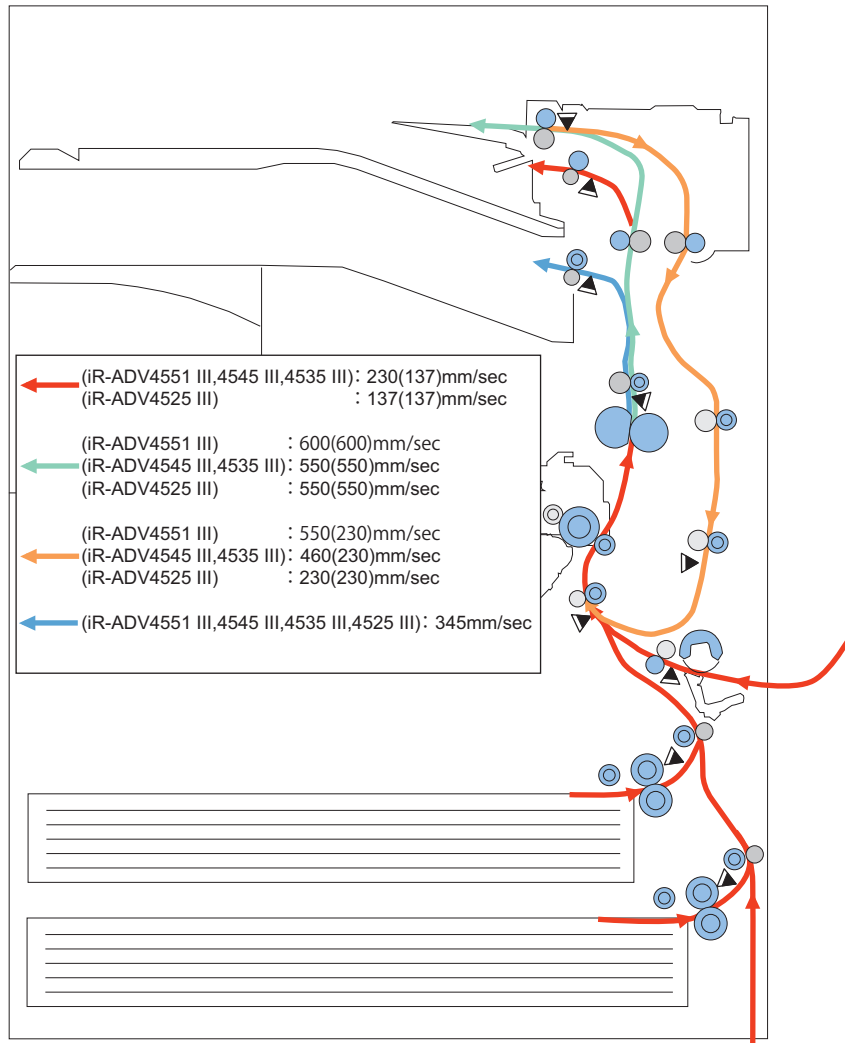 (iR-ADV4551 III,4545 III,4535 III): 230(137)mm/sec
(iR-ADV4525 III) : 137(137)mm/sec
(iR-ADV4551 III) : 600(600)mm/sec
(iR-ADV4545 III,4535 III): 550(550)mm/sec
(iR-ADV4525 III) : 550(550)mm/sec
(iR-ADV4551 III) : 550(230)mm/sec
(iR-ADV4545 III,4535 III): 460(230)mm/sec
(iR-ADV4525 III) : 230(230)mm/sec
(iR-ADV4551 III,4545 III,4535 III,4525 III): 345mm/sec